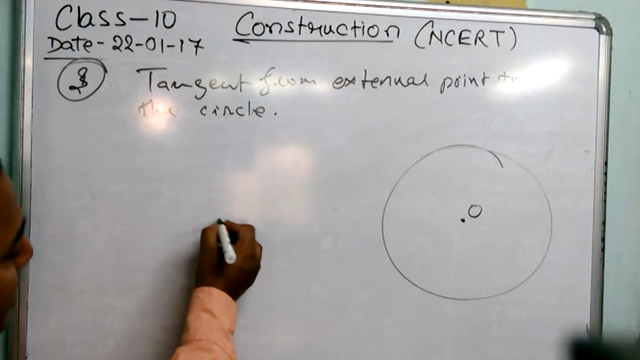 Class-10
Construction (NCERT)
Date- 22-01-17
Tangent from external point to
the circle.
O